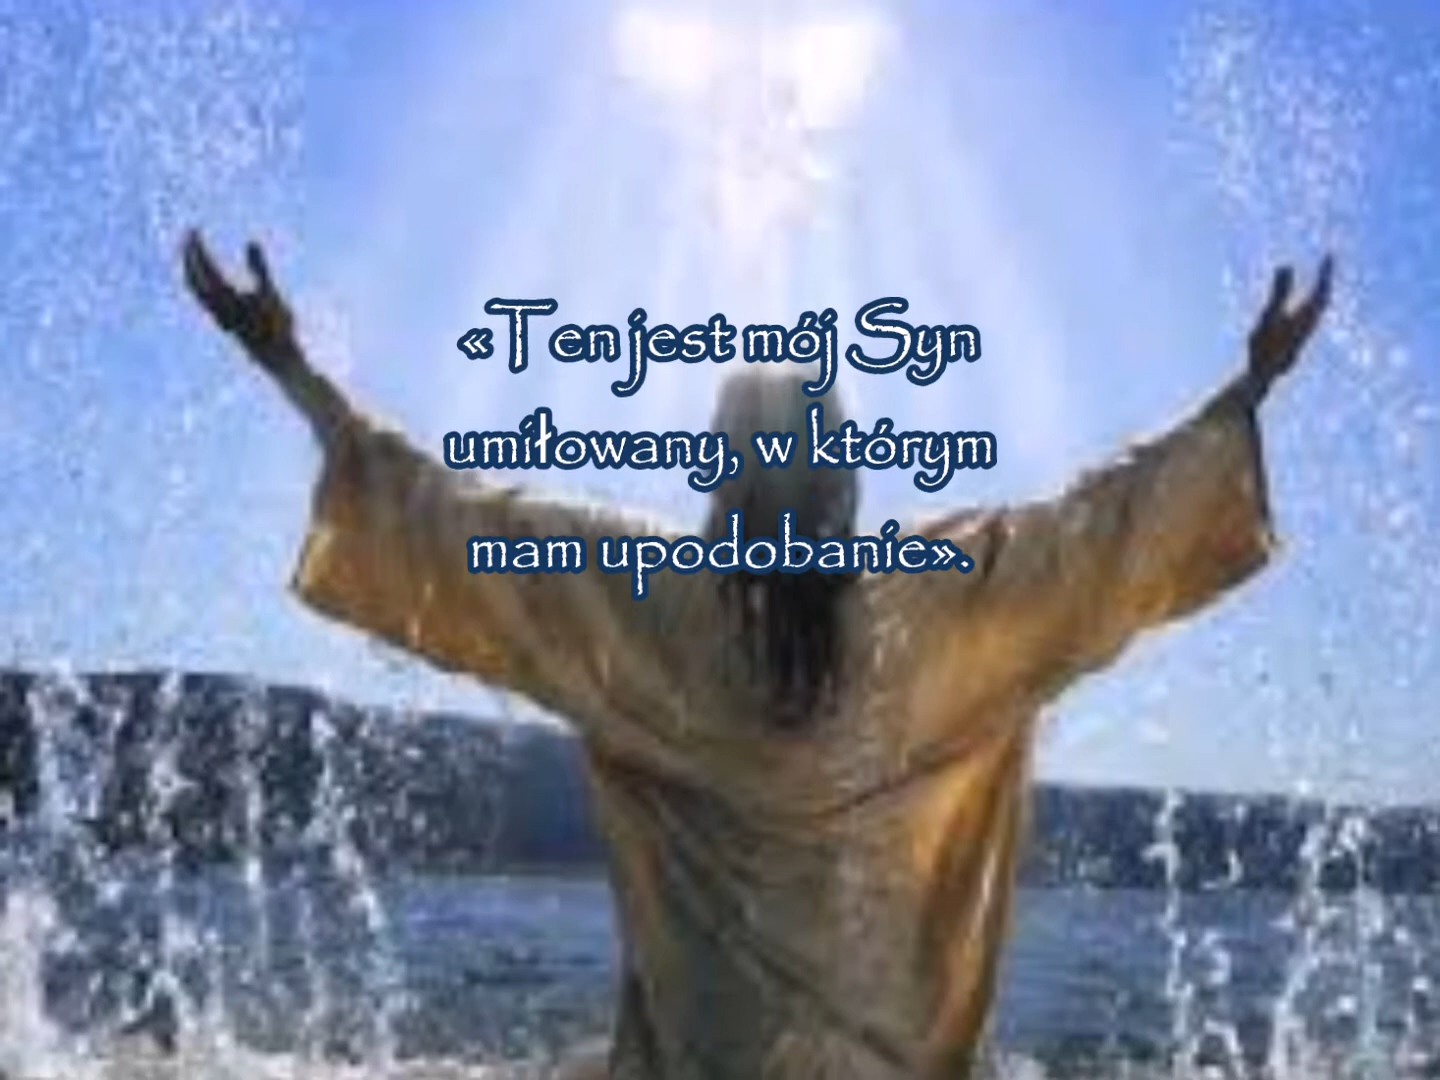 «Ten jest mój Syn
umiłowany, w którym
mam upodobanie».